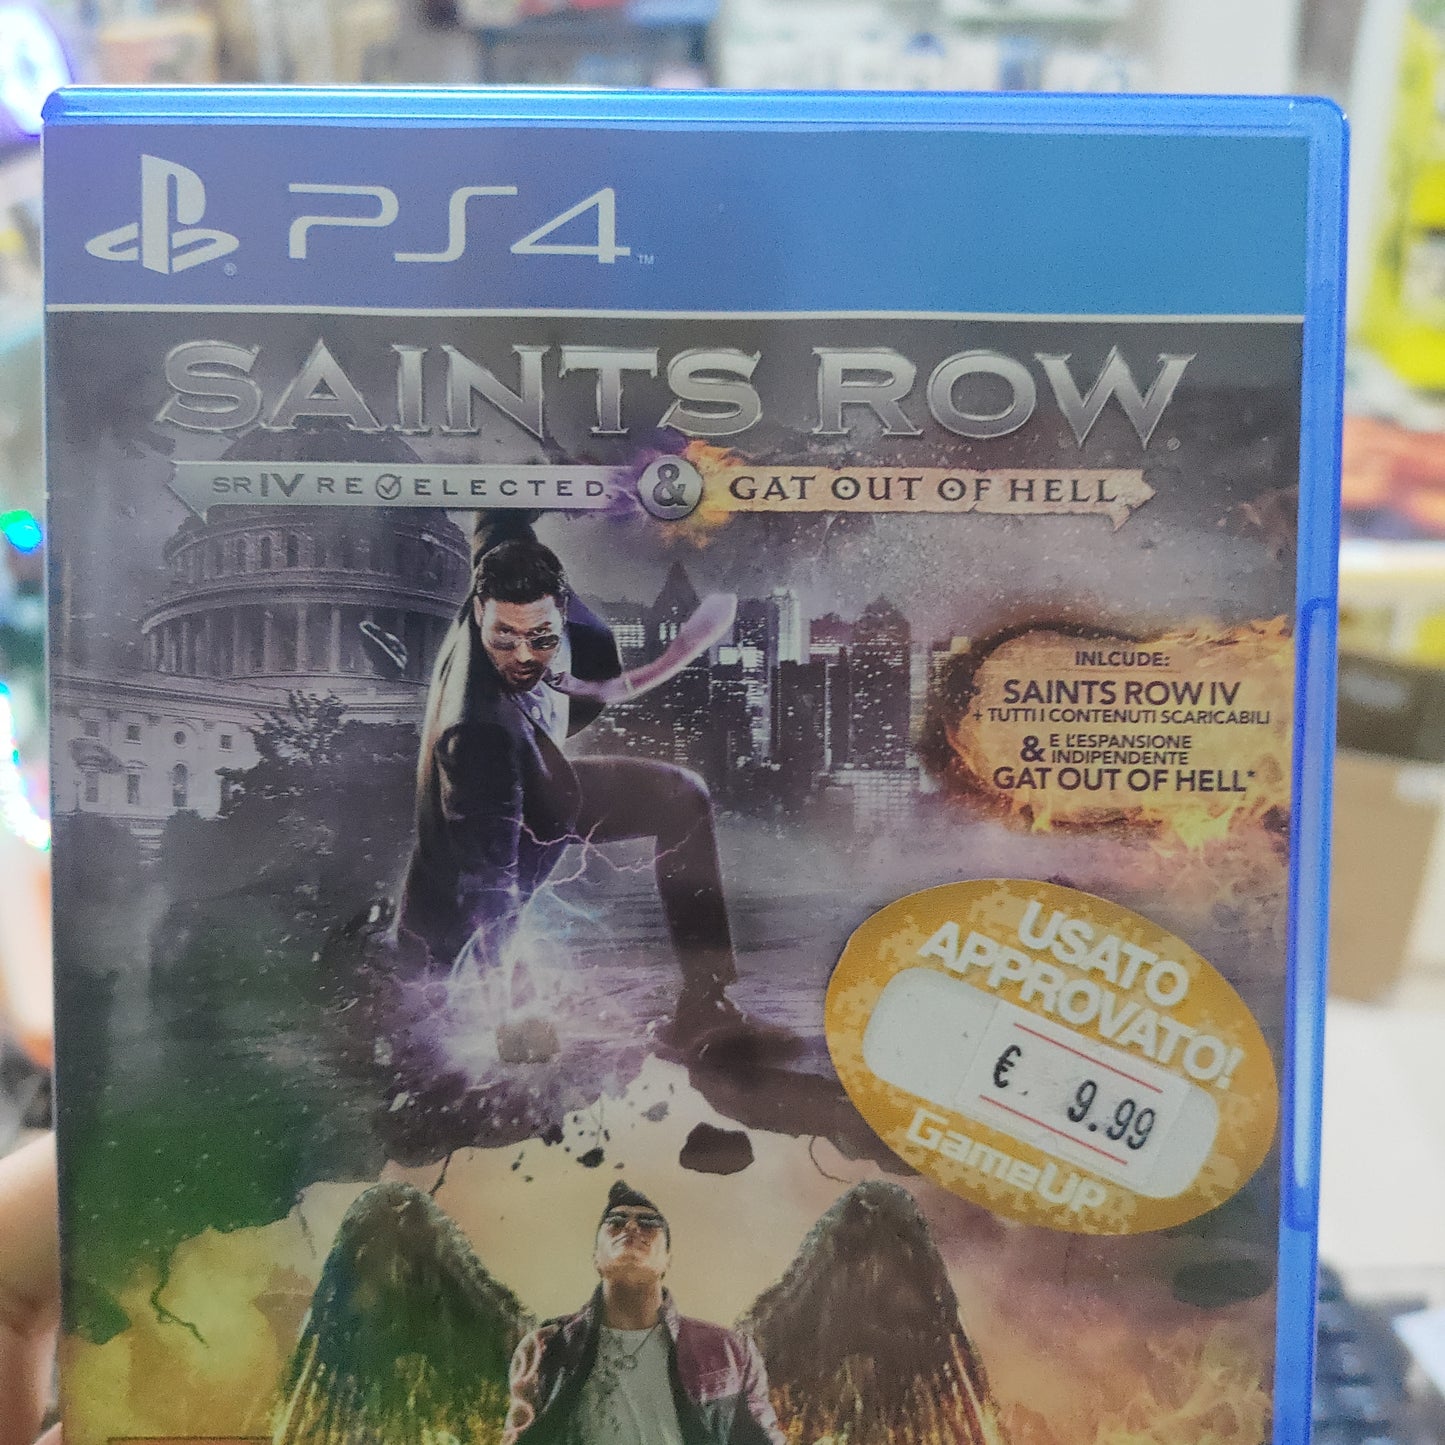 PS4™
SAINTS ROW®
SR IV RE ELECTED & GAT OUT OF HELL
INLCUDE:
SAINTS ROW IV
+ TUTTI I CONTENUTI SCARICABILI
& E L'ESPANSIONE
INDIPENDENTE
GAT OUT OF HELL*
USATO
APPROVATO!
€. 9.99
GameUP